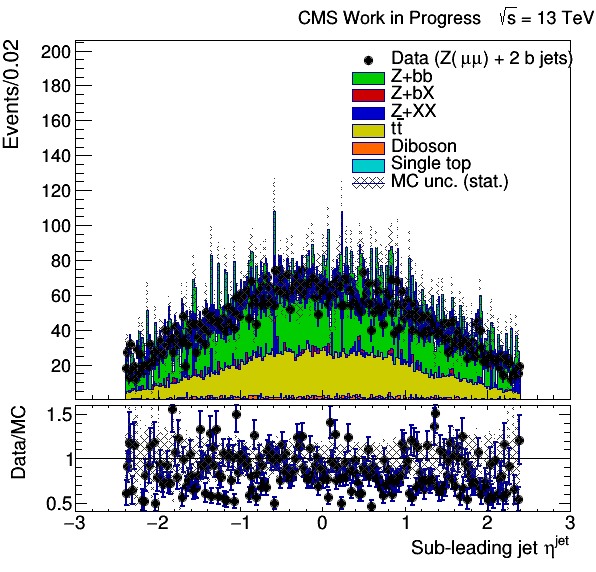 CMS Work in Progress √s = 13 TeV
Events/0.02
200
180
160
140
120
100
80
60
40
20
Data (Z( μμ) + 2 b jets)
Z+bb
Z+bX
Z+XX
tt̅
Diboson
Single top
MC unc. (stat.)
Data/MC
1.5
1
0.5
−3 −2 −1 0 1 2 3
Sub-leading jet η^jet